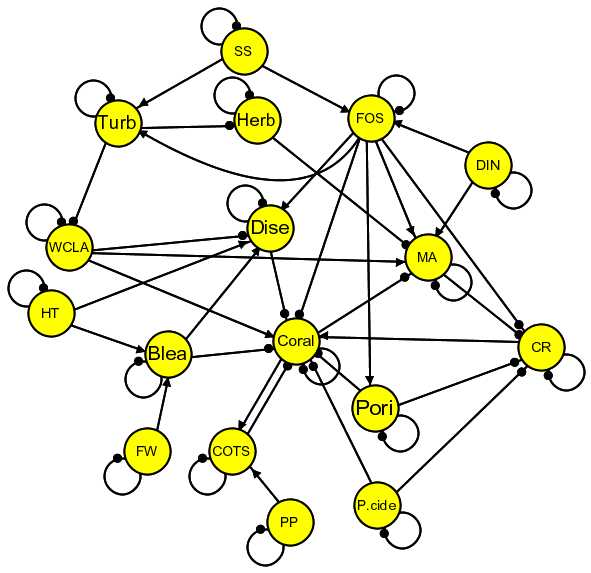 SS
Turb
Herb
FOS
DIN
Dise
WCLA
MA
HT
Coral
CR
Blea
Pori
FW
COTS
P.cide
PP